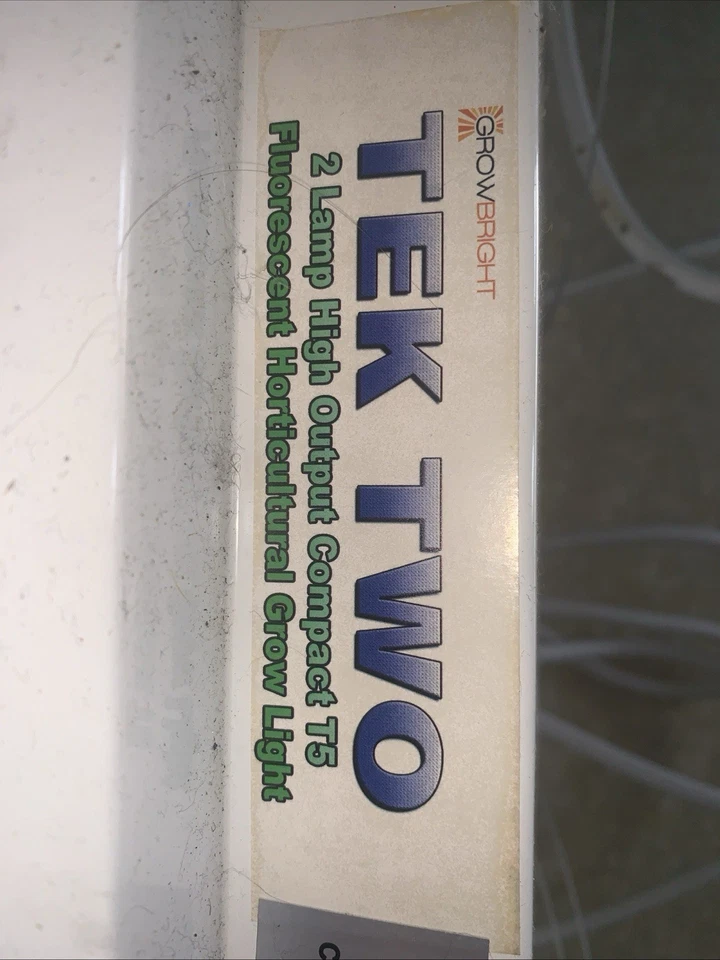 GROWBRIGHT
TEK TWO
2 Lamp High Output Compact T5
Fluorescent Horticultural Grow Light
C